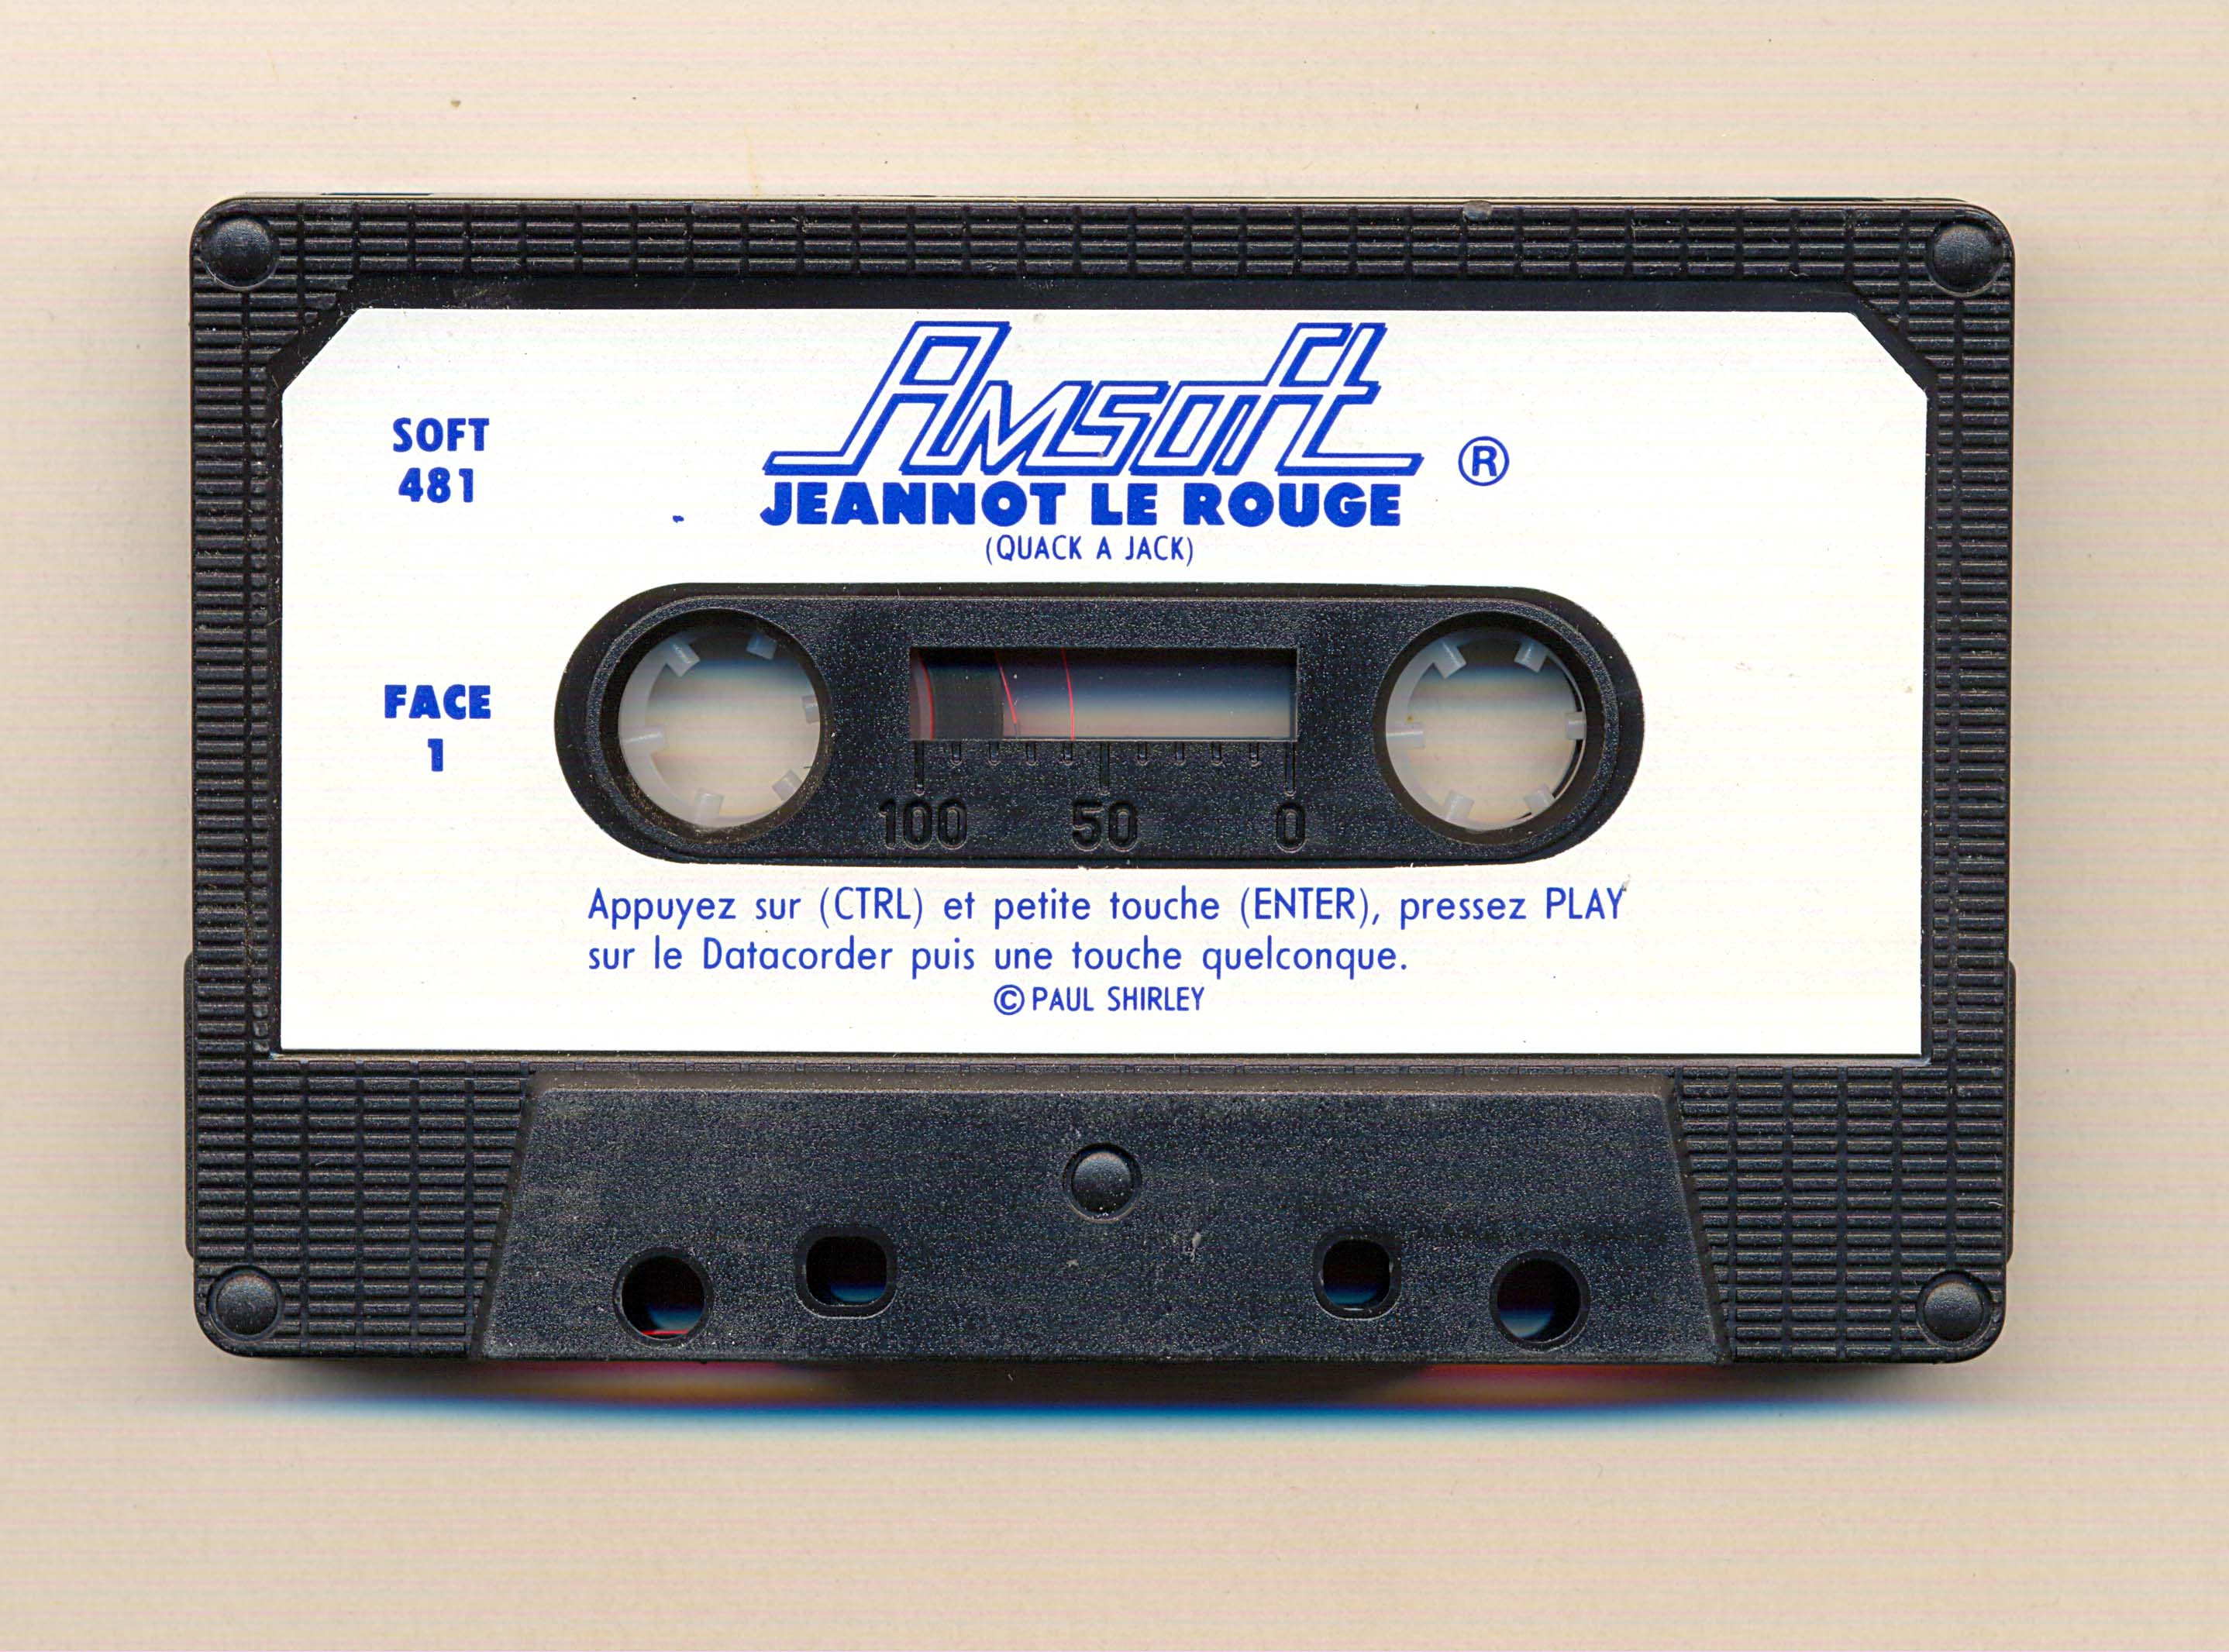 Amsoft ®
SOFT
481
JEANNOT LE ROUGE
(QUACK A JACK)
FACE
1
100 50 0
Appuyez sur (CTRL) et petite touche (ENTER), pressez PLAY
sur le Datacorder puis une touche quelconque.
© PAUL SHIRLEY